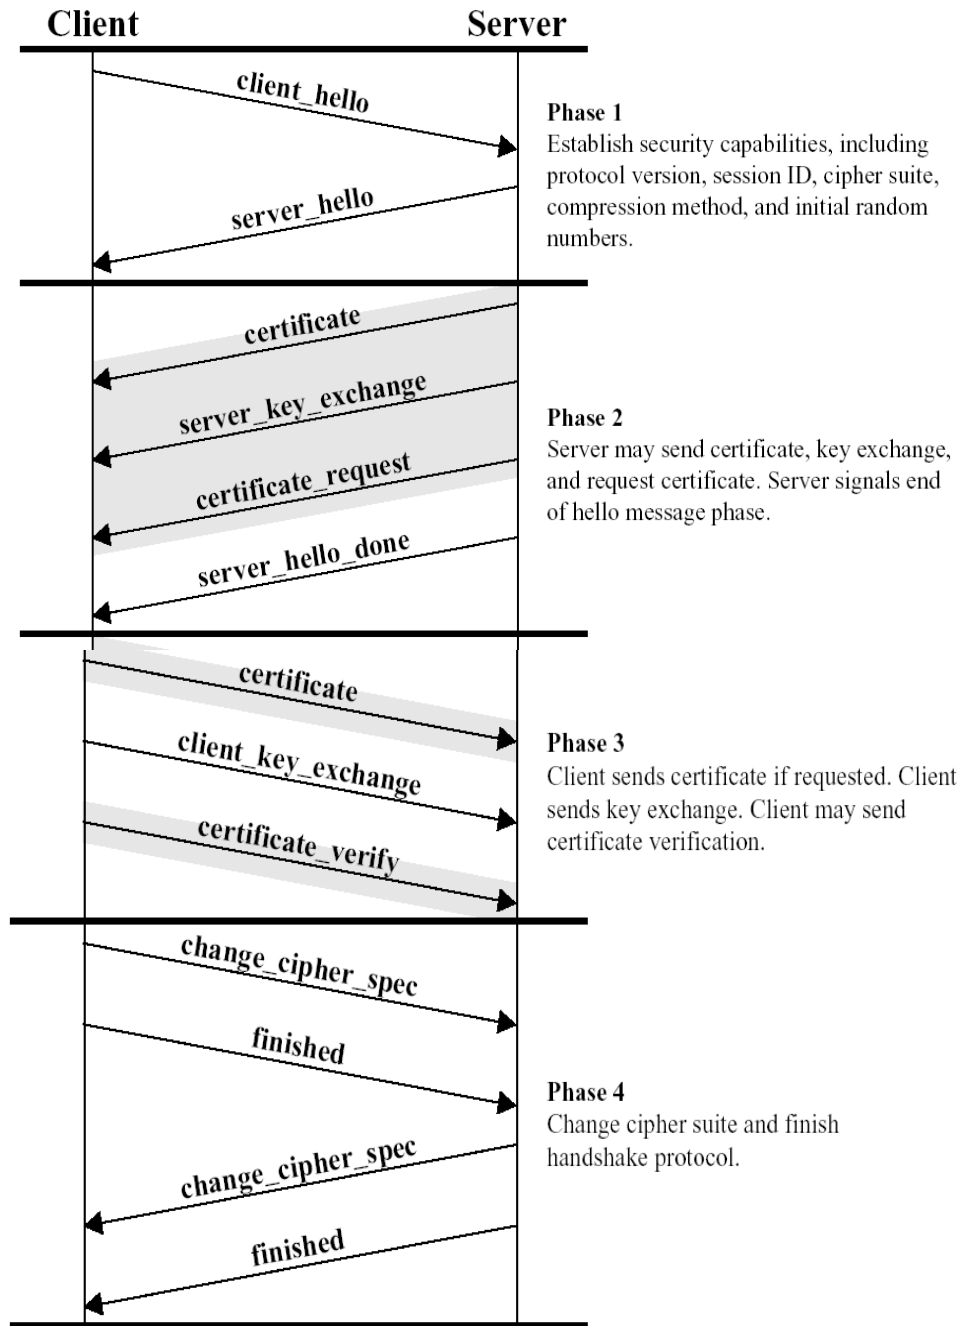 Client Server
client_hello
Phase 1
Establish security capabilities, including
protocol version, session ID, cipher suite,
compression method, and initial random
numbers.
server_hello
certificate
server_key_exchange
certificate_request
server_hello_done
Phase 2
Server may send certificate, key exchange,
and request certificate. Server signals end
of hello message phase.
certificate
client_key_exchange
certificate_verify
Phase 3
Client sends certificate if requested. Client
sends key exchange. Client may send
certificate verification.
change_cipher_spec
finished
change_cipher_spec
finished
Phase 4
Change cipher suite and finish
handshake protocol.